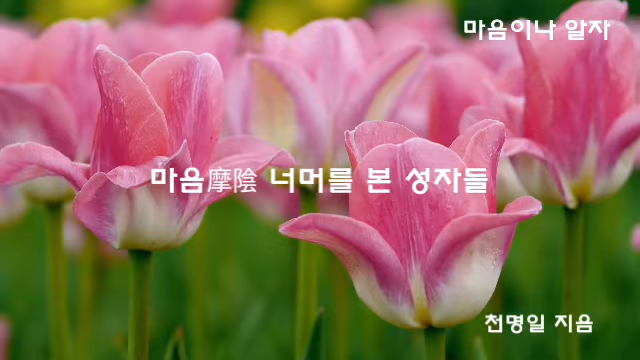 마음이나 알자
마음摩陰 너머를 본 성자들
천명일 지음